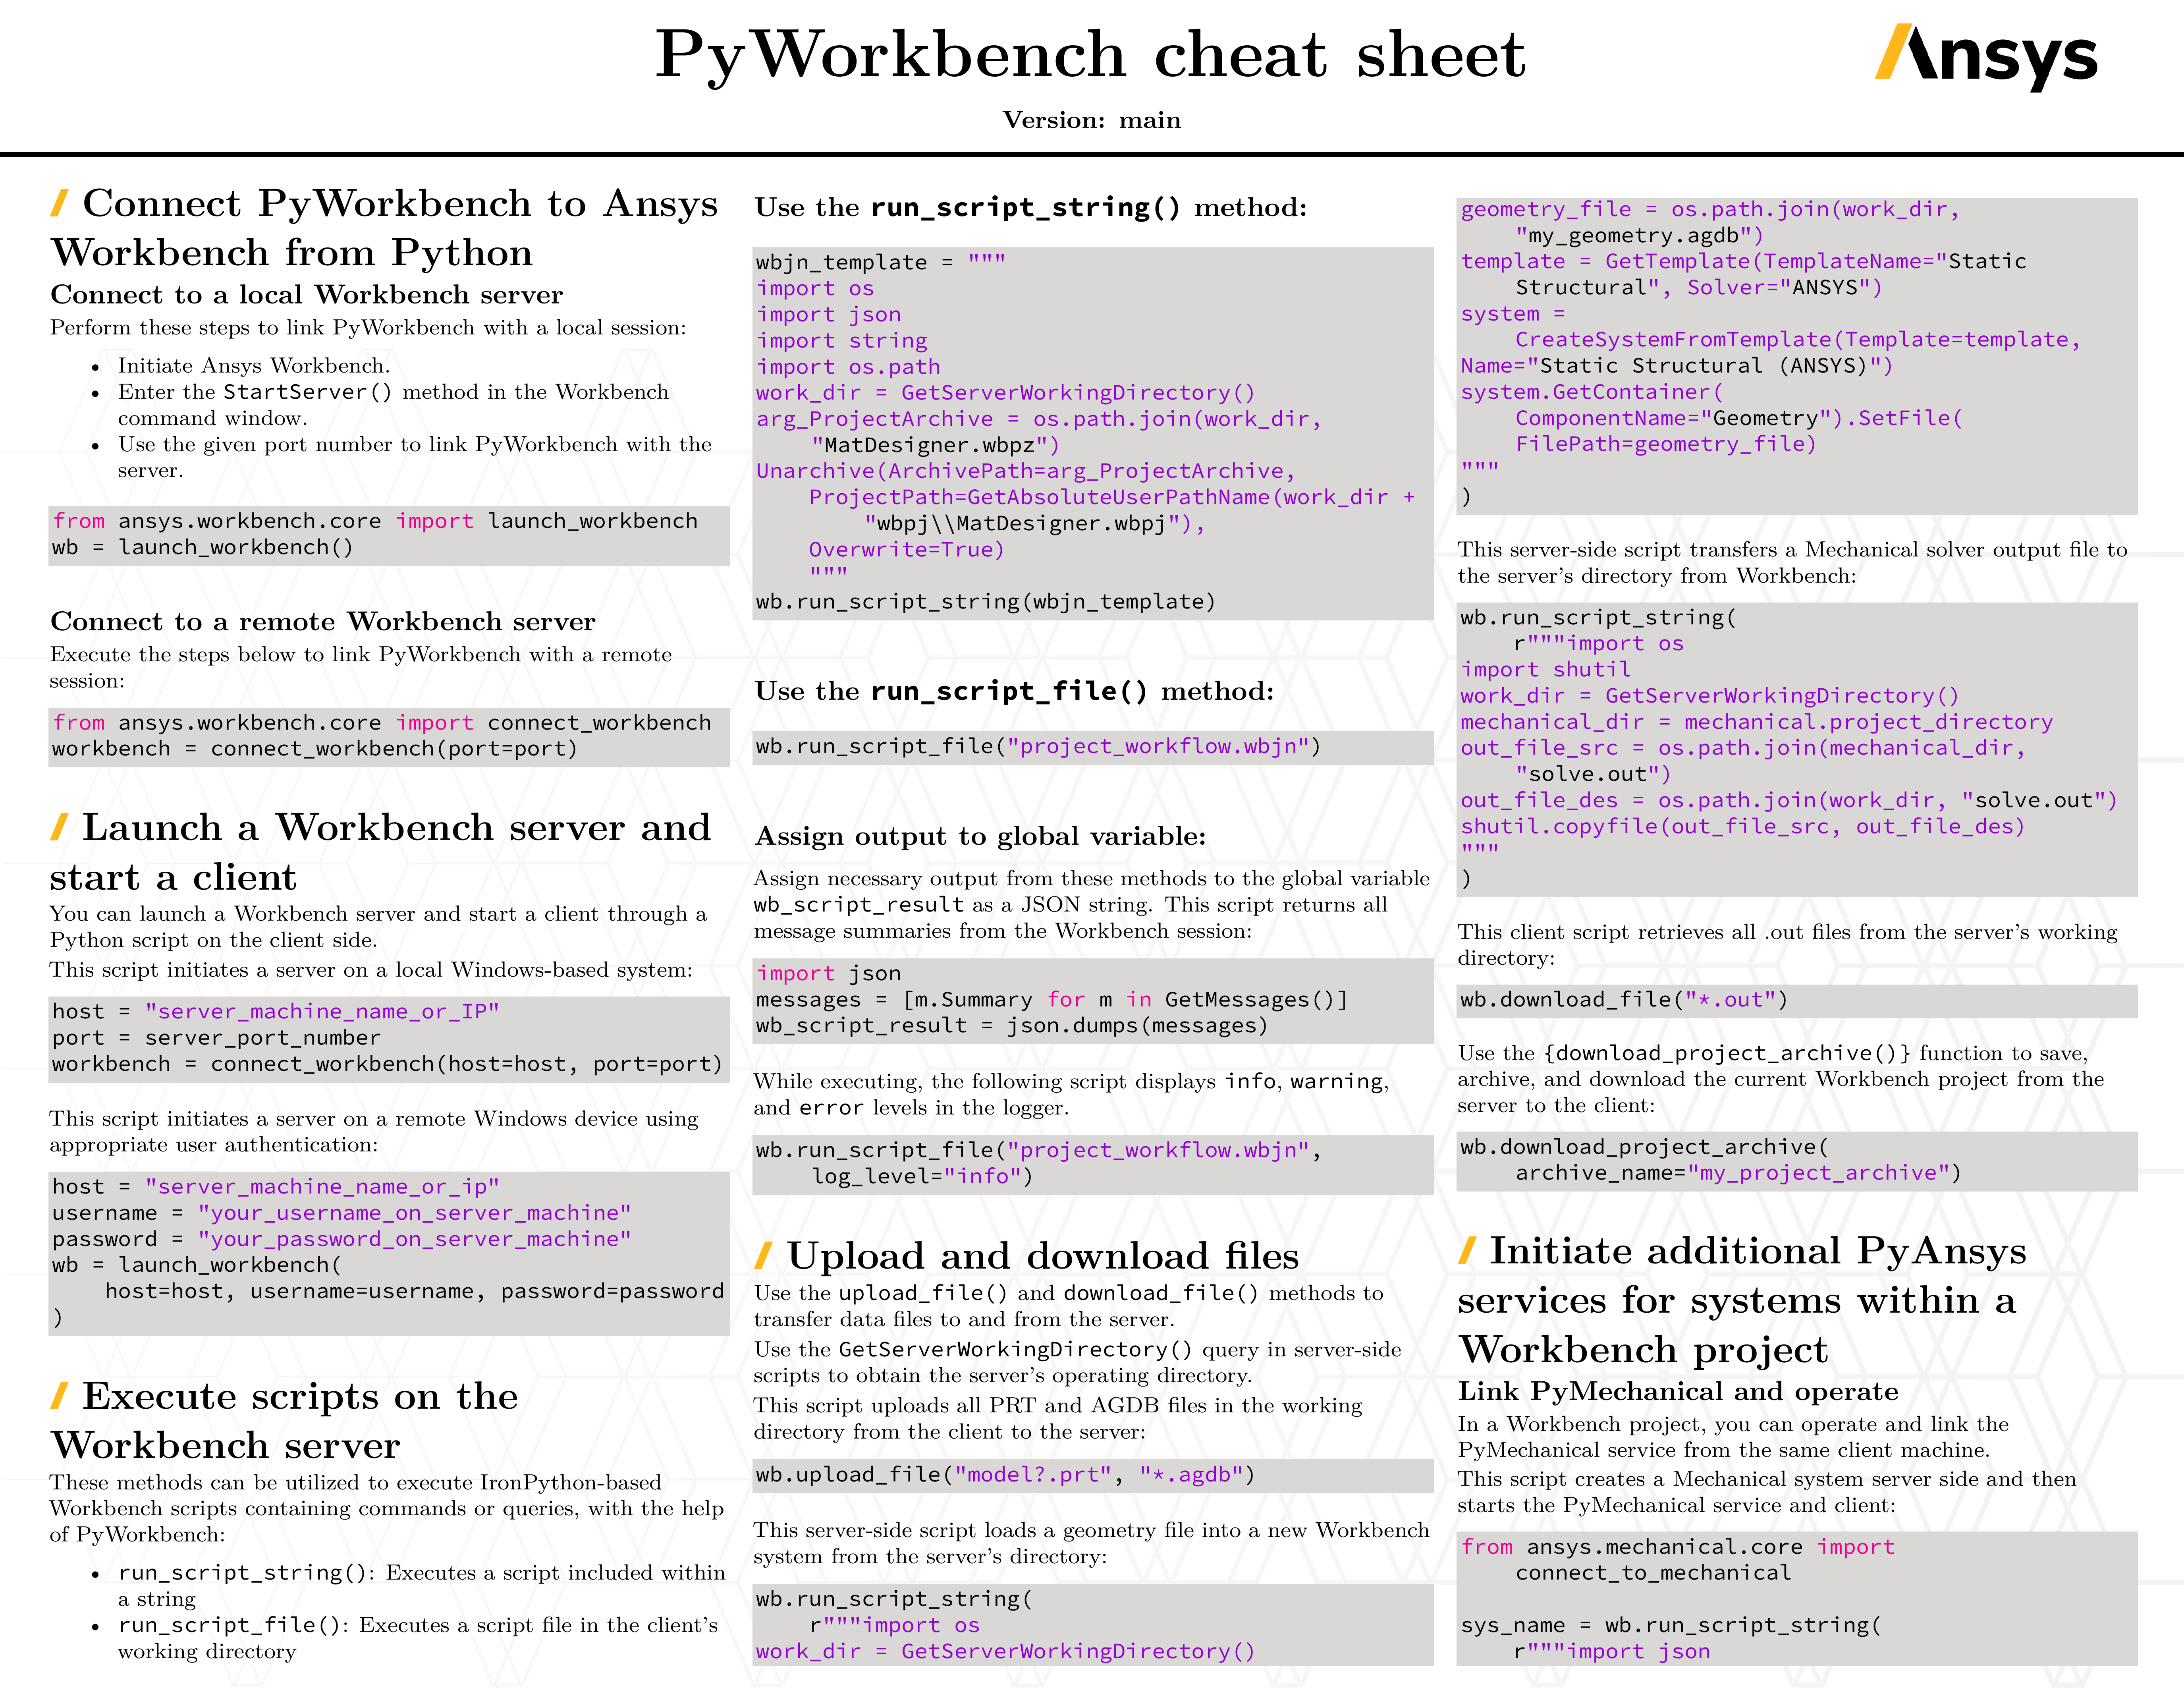 PyWorkbench cheat sheet
Version: main
Ansys
Connect PyWorkbench to Ansys
Workbench from Python
Connect to a local Workbench server
Perform these steps to link PyWorkbench with a local session:
• Initiate Ansys Workbench.
• Enter the StartServer() method in the Workbench
command window.
• Use the given port number to link PyWorkbench with the
server.
from ansys.workbench.core import launch_workbench
wb = launch_workbench()
Connect to a remote Workbench server
Execute the steps below to link PyWorkbench with a remote
session:
from ansys.workbench.core import connect_workbench
workbench = connect_workbench(port=port)
Launch a Workbench server and
start a client
You can launch a Workbench server and start a client through a
Python script on the client side.
This script initiates a server on a local Windows-based system:
host = "server_machine_name_or_IP"
port = server_port_number
workbench = connect_workbench(host=host, port=port)
This script initiates a server on a remote Windows device using
appropriate user authentication:
host = "server_machine_name_or_ip"
username = "your_username_on_server_machine"
password = "your_password_on_server_machine"
wb = launch_workbench(
    host=host, username=username, password=password
)
Execute scripts on the
Workbench server
These methods can be utilized to execute IronPython-based
Workbench scripts containing commands or queries, with the help
of PyWorkbench:
• run_script_string(): Executes a script included within
a string
• run_script_file(): Executes a script file in the client's
working directory
Use the run_script_string() method:
wbjn_template = """
import os
import json
import string
import os.path
work_dir = GetServerWorkingDirectory()
arg_ProjectArchive = os.path.join(work_dir,
    "MatDesigner.wbpz")
Unarchive(ArchivePath=arg_ProjectArchive,
    ProjectPath=GetAbsoluteUserPathName(work_dir +
        "wbpj\\MatDesigner.wbpj"),
    Overwrite=True)
    """
wb.run_script_string(wbjn_template)
Use the run_script_file() method:
wb.run_script_file("project_workflow.wbjn")
Assign output to global variable:
Assign necessary output from these methods to the global variable
wb_script_result as a JSON string. This script returns all
message summaries from the Workbench session:
import json
messages = [m.Summary for m in GetMessages()]
wb_script_result = json.dumps(messages)
While executing, the following script displays info, warning,
and error levels in the logger.
wb.run_script_file("project_workflow.wbjn",
    log_level="info")
Upload and download files
Use the upload_file() and download_file() methods to
transfer data files to and from the server.
Use the GetServerWorkingDirectory() query in server-side
scripts to obtain the server's operating directory.
This script uploads all PRT and AGDB files in the working
directory from the client to the server:
wb.upload_file("model?.prt", "*.agdb")
This server-side script loads a geometry file into a new Workbench
system from the server's directory:
wb.run_script_string(
    r"""import os
work_dir = GetServerWorkingDirectory()
geometry_file = os.path.join(work_dir,
    "my_geometry.agdb")
template = GetTemplate(TemplateName="Static
    Structural", Solver="ANSYS")
system =
    CreateSystemFromTemplate(Template=template,
Name="Static Structural (ANSYS)")
system.GetContainer(
    ComponentName="Geometry").SetFile(
    FilePath=geometry_file)
"""
)
This server-side script transfers a Mechanical solver output file to
the server's directory from Workbench:
wb.run_script_string(
    r"""import os
import shutil
work_dir = GetServerWorkingDirectory()
mechanical_dir = mechanical.project_directory
out_file_src = os.path.join(mechanical_dir,
    "solve.out")
out_file_des = os.path.join(work_dir, "solve.out")
shutil.copyfile(out_file_src, out_file_des)
"""
)
This client script retrieves all .out files from the server's working
directory:
wb.download_file("*.out")
Use the {download_project_archive()} function to save,
archive, and download the current Workbench project from the
server to the client:
wb.download_project_archive(
    archive_name="my_project_archive")
Initiate additional PyAnsys
services for systems within a
Workbench project
Link PyMechanical and operate
In a Workbench project, you can operate and link the
PyMechanical service from the same client machine.
This script creates a Mechanical system server side and then
starts the PyMechanical service and client:
from ansys.mechanical.core import
    connect_to_mechanical
sys_name = wb.run_script_string(
    r"""import json